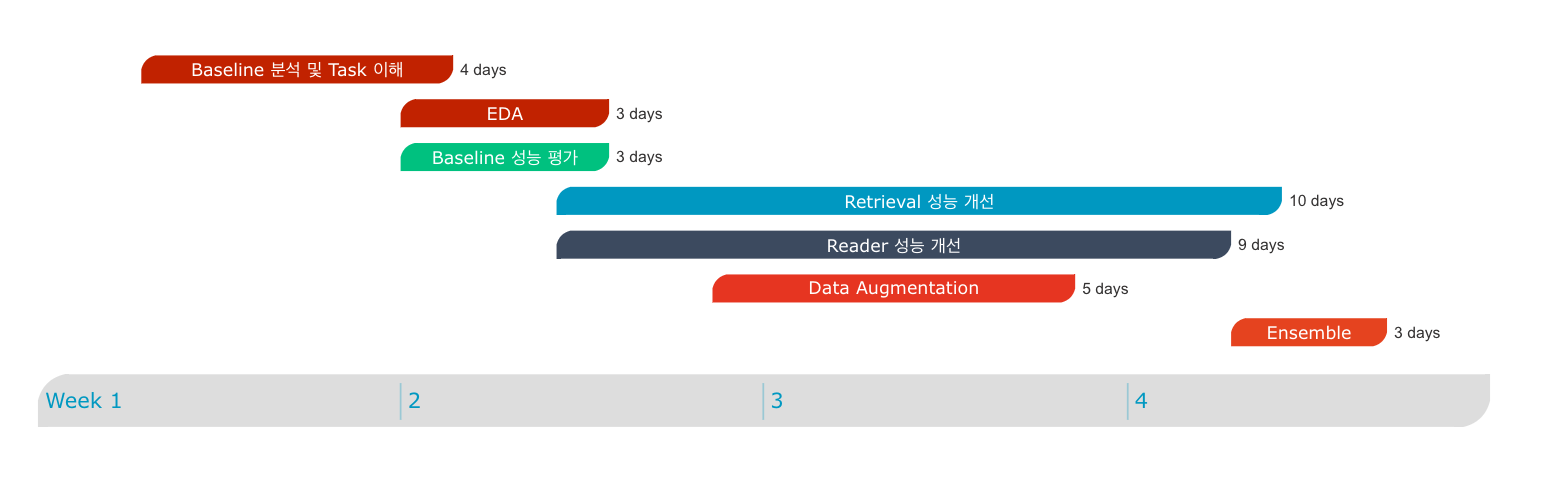 Baseline 분석 및 Task 이해 4 days
EDA 3 days
Baseline 성능 평가 3 days
Retrieval 성능 개선 10 days
Reader 성능 개선 9 days
Data Augmentation 5 days
Ensemble 3 days
Week 1 2 3 4